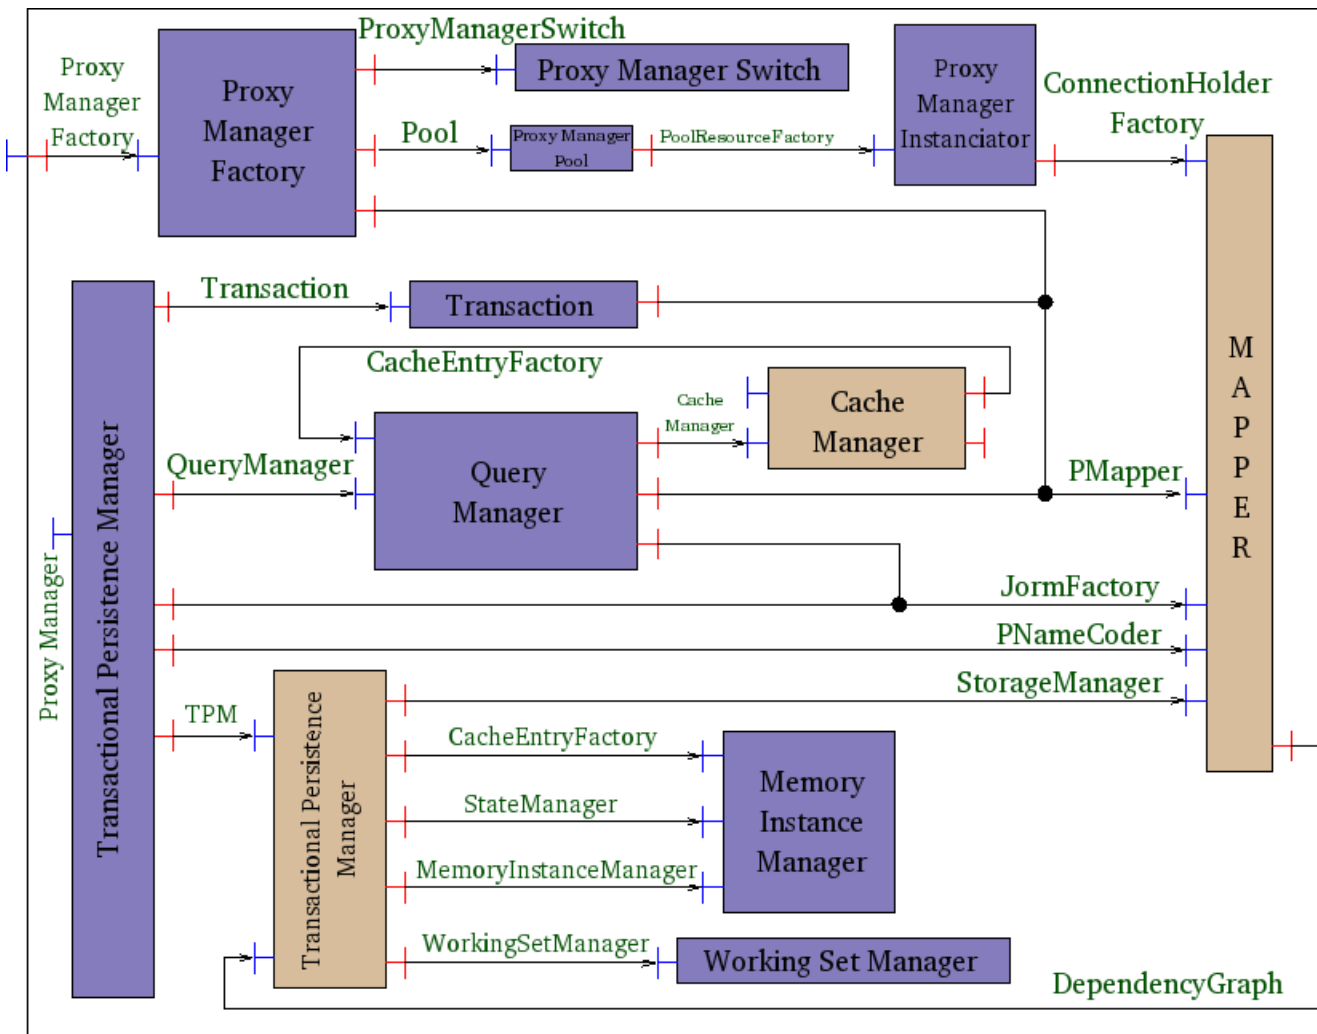 ProxyManagerSwitch
Proxy
Manager
Factory
Proxy
Manager
Factory
Proxy Manager Switch
Pool
Proxy Manager
Pool
PoolResourceFactory
Proxy
Manager
Instanciator
ConnectionHolder
Factory
Transaction
Transaction
CacheEntryFactory
Cache
Manager
Cache
Manager
QueryManager
Query
Manager
PMapper
MAPPER
Proxy Manager
Transactional Persistence Manager
JormFactory
PNameCoder
StorageManager
TPM
Transactional Persistence
Manager
CacheEntryFactory
StateManager
MemoryInstanceManager
Memory
Instance
Manager
WorkingSetManager
Working Set Manager
DependencyGraph